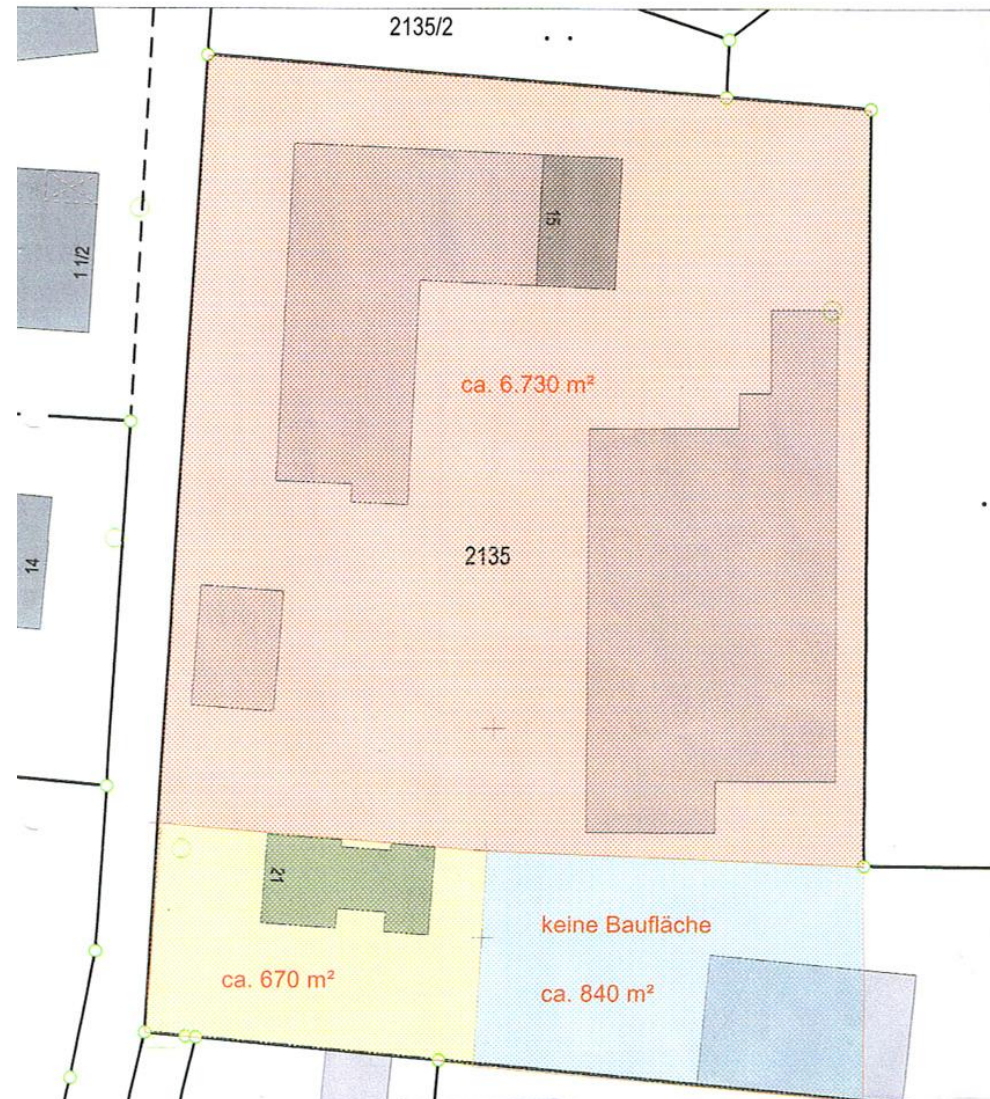 2135/2
15
1 1/2
ca. 6.730 m²
2135
14
21
keine Baufläche
ca. 670 m²
ca. 840 m²